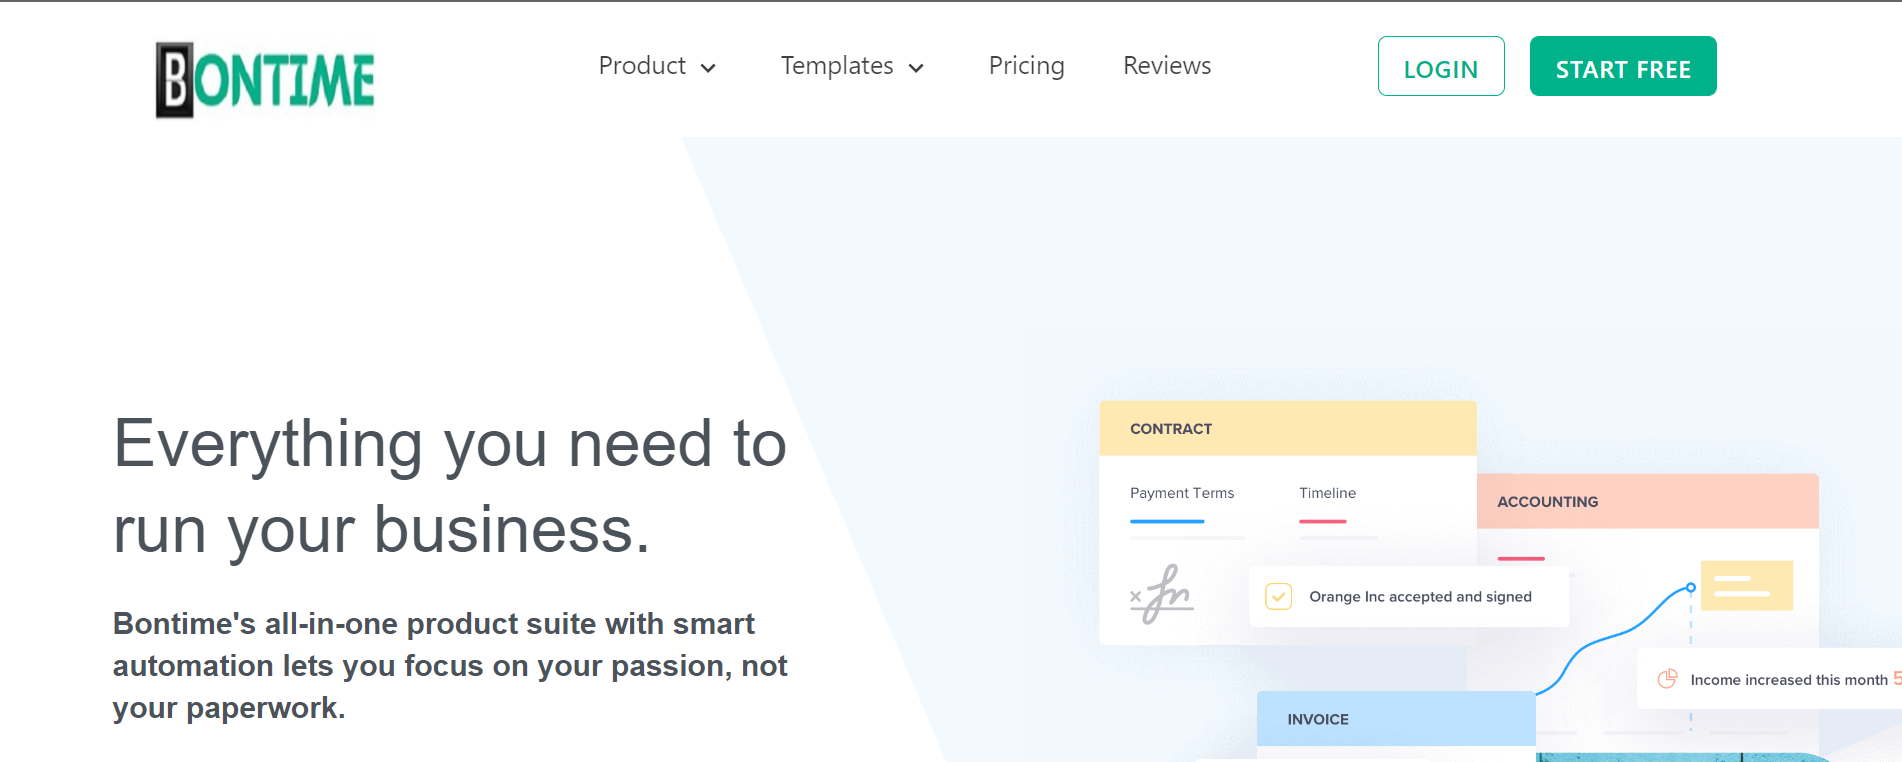 BONTIME
Product
Templates
Pricing
Reviews
LOGIN
START FREE
Everything you need to
run your business.
Bontime's all-in-one product suite with smart
automation lets you focus on your passion, not
your paperwork.
CONTRACT
Payment Terms
Timeline
Orange Inc accepted and signed
ACCOUNTING
Income increased this month 5
INVOICE